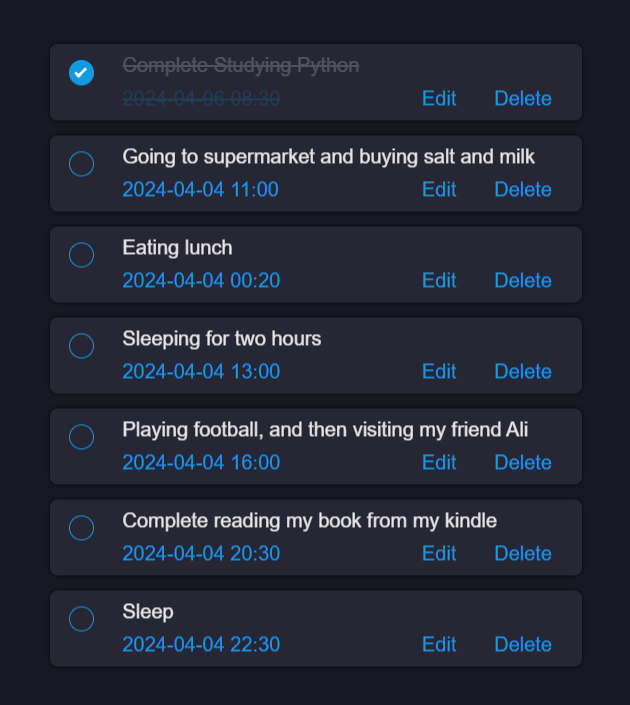 Complete Studying Python
2024-04-06 08:30 Edit Delete
Going to supermarket and buying salt and milk
2024-04-04 11:00 Edit Delete
Eating lunch
2024-04-04 00:20 Edit Delete
Sleeping for two hours
2024-04-04 13:00 Edit Delete
Playing football, and then visiting my friend Ali
2024-04-04 16:00 Edit Delete
Complete reading my book from my kindle
2024-04-04 20:30 Edit Delete
Sleep
2024-04-04 22:30 Edit Delete